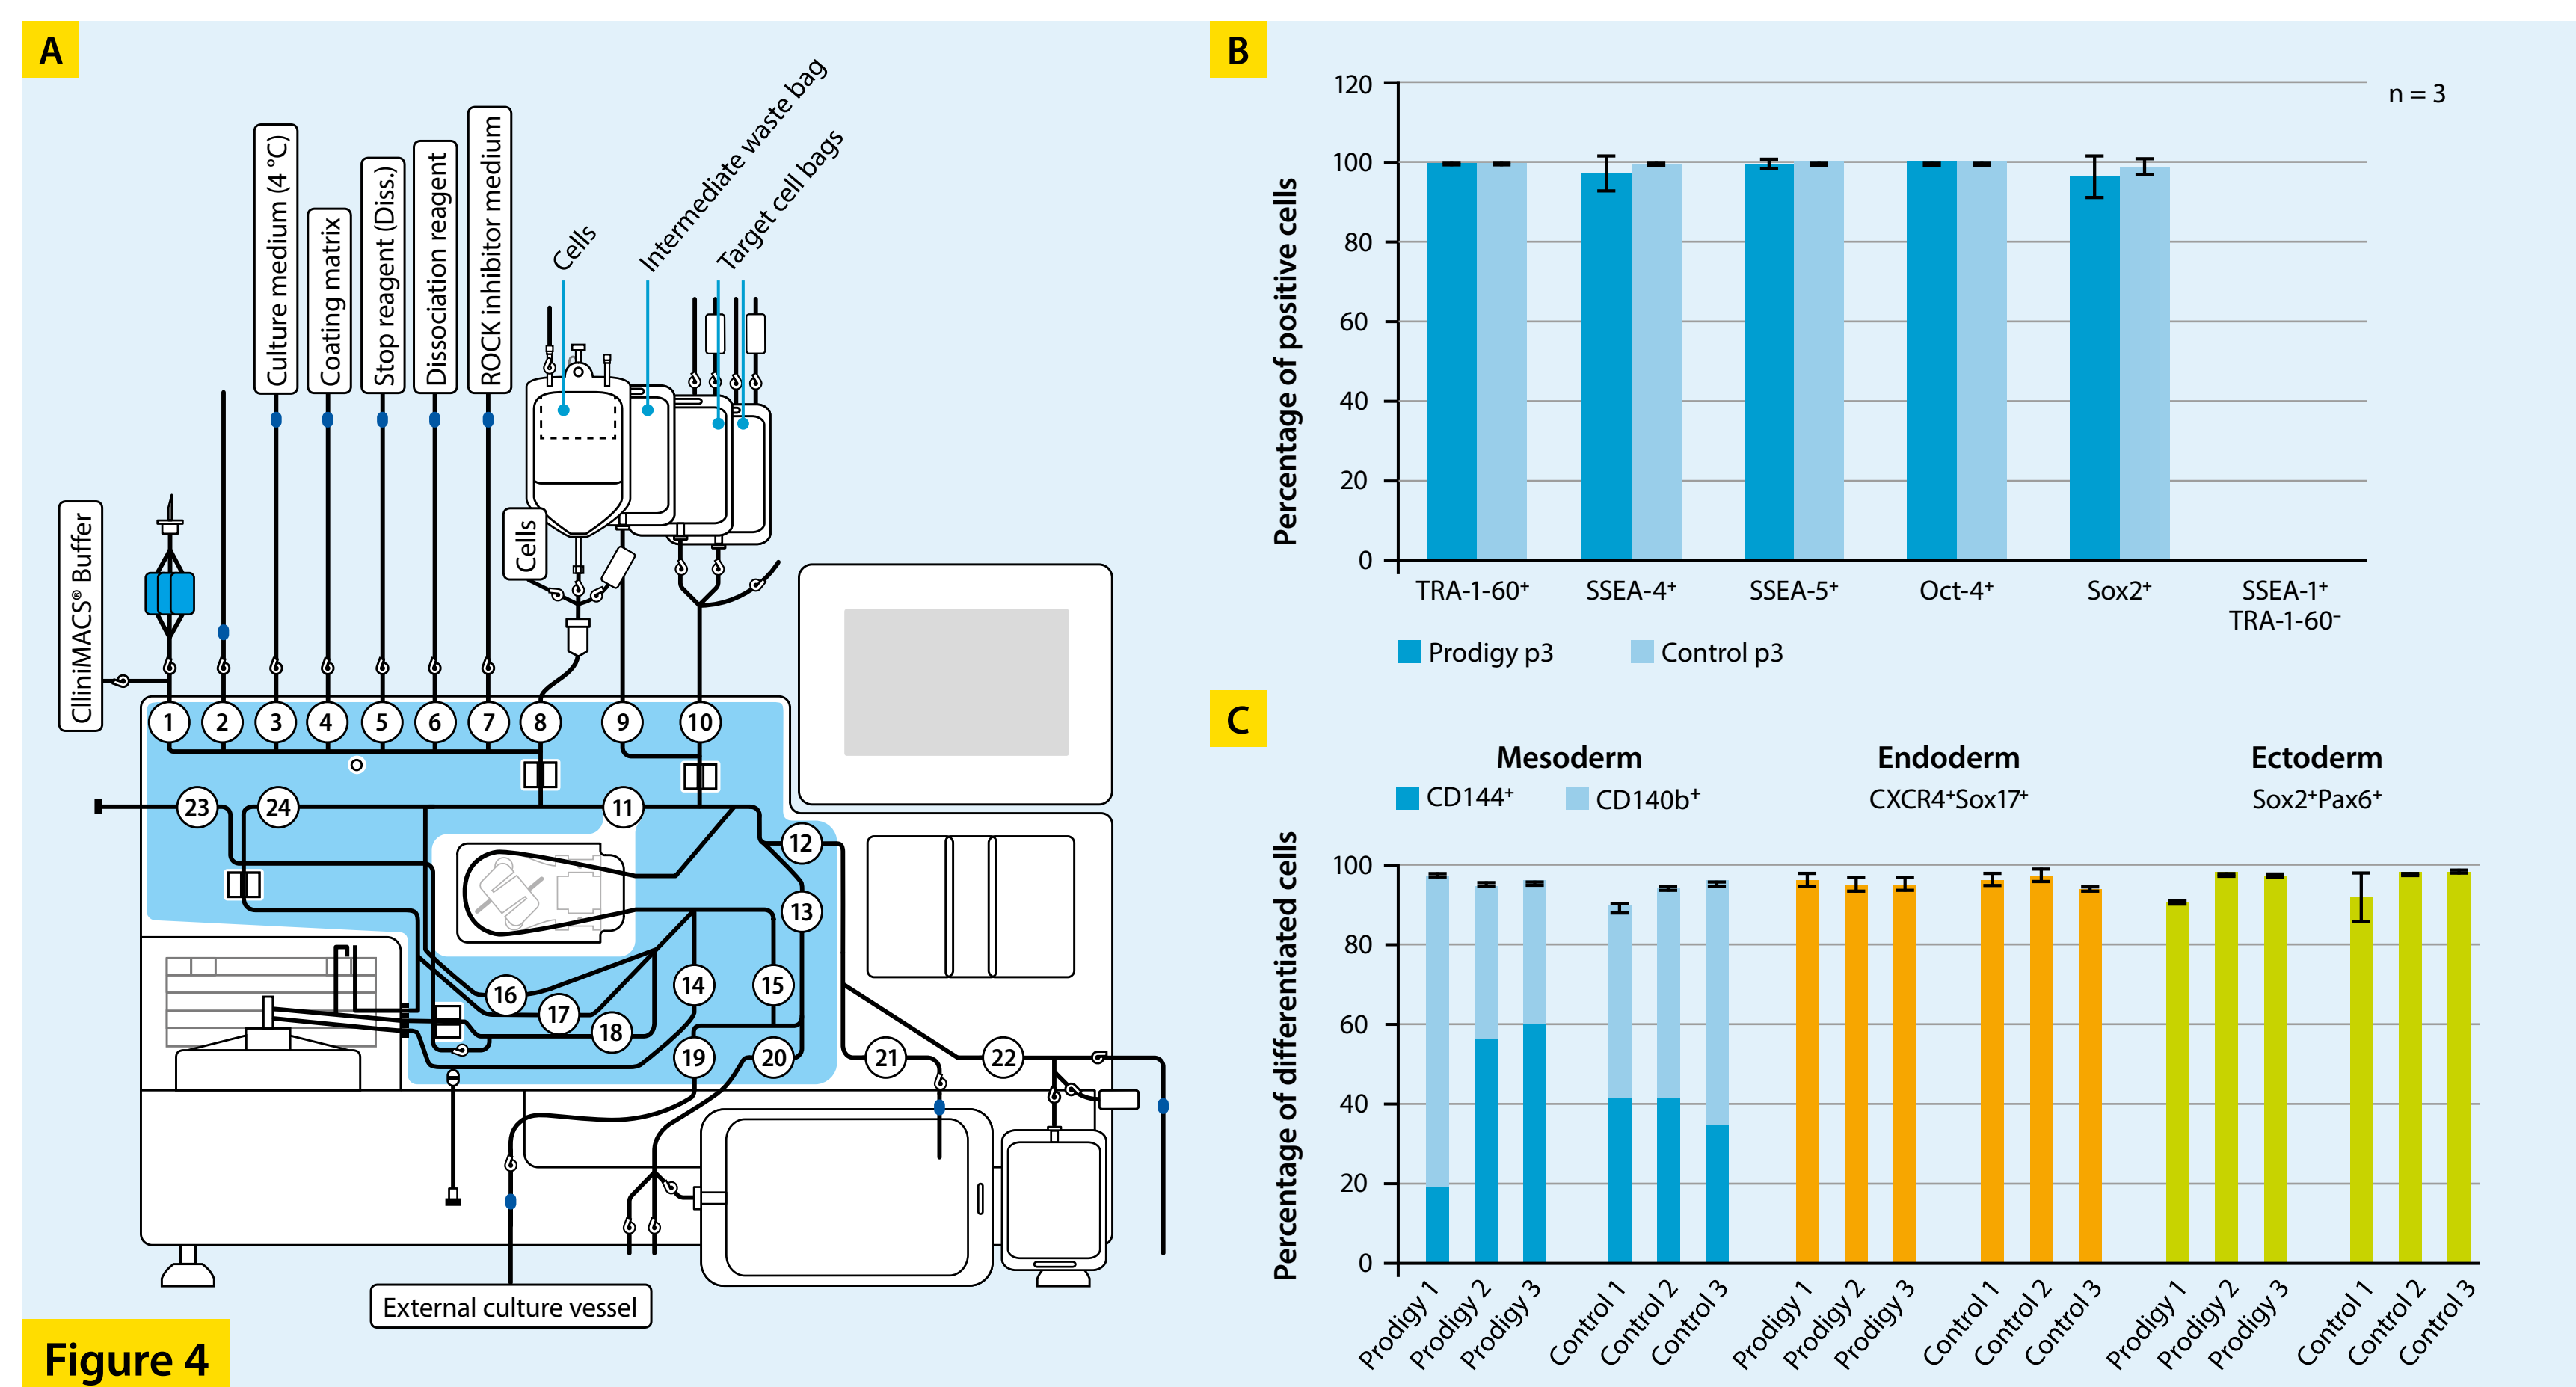 A
CIliniMACS® Buffer
Culture medium (4 °C)
Coating matrix
Stop reagent (Diss.)
Dissociation reagent
ROCK inhibitor medium
Cells
Intermediate waste bag
Target cell bags
Cells
1 2 3 4 5 6 7 8 9 10
23 24 11
12
13
16 14 15
17
18
19 20 21 22
External culture vessel
Figure 4
B
n = 3
Percentage of positive cells
120
100
80
60
40
20
0
TRA-1-60⁺ SSEA-4⁺ SSEA-5⁺ Oct-4⁺ Sox2⁺ SSEA-1⁺
TRA-1-60⁻
Prodigy p3 Control p3
C
Mesoderm Endoderm Ectoderm
CD144⁺ CD140b⁺ CXCR4⁺Sox17⁺ Sox2⁺Pax6⁺
Percentage of differentiated cells
100
80
60
40
20
0
Prodigy 1
Prodigy 2
Prodigy 3
Control 1
Control 2
Control 3
Prodigy 1
Prodigy 2
Prodigy 3
Control 1
Control 2
Control 3
Prodigy 1
Prodigy 2
Prodigy 3
Control 1
Control 2
Control 3